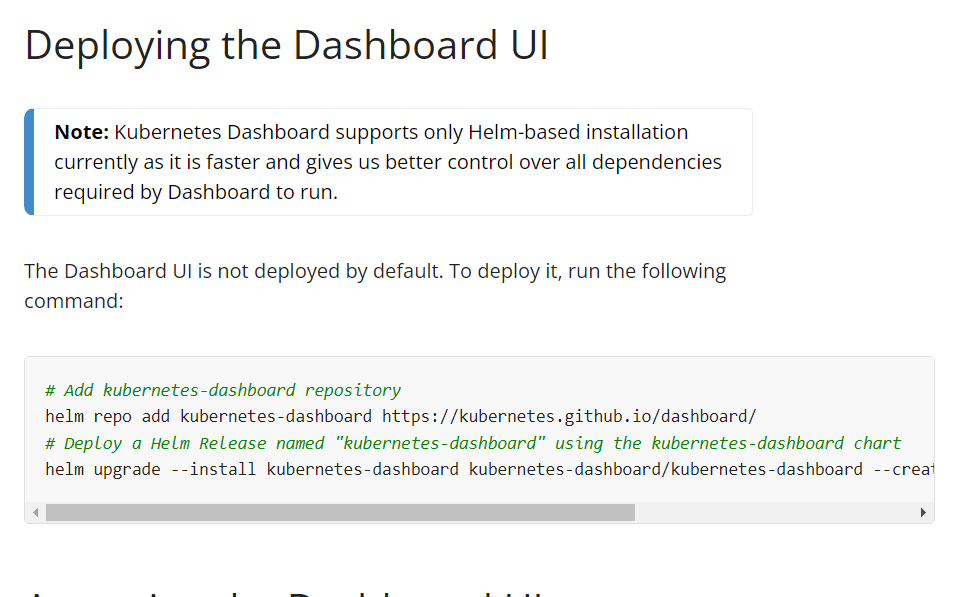 Deploying the Dashboard UI
Note: Kubernetes Dashboard supports only Helm-based installation
currently as it is faster and gives us better control over all dependencies
required by Dashboard to run.
The Dashboard UI is not deployed by default. To deploy it, run the following
command:
# Add kubernetes-dashboard repository
helm repo add kubernetes-dashboard https://kubernetes.github.io/dashboard/
# Deploy a Helm Release named "kubernetes-dashboard" using the kubernetes-dashboard chart
helm upgrade --install kubernetes-dashboard kubernetes-dashboard/kubernetes-dashboard --crea